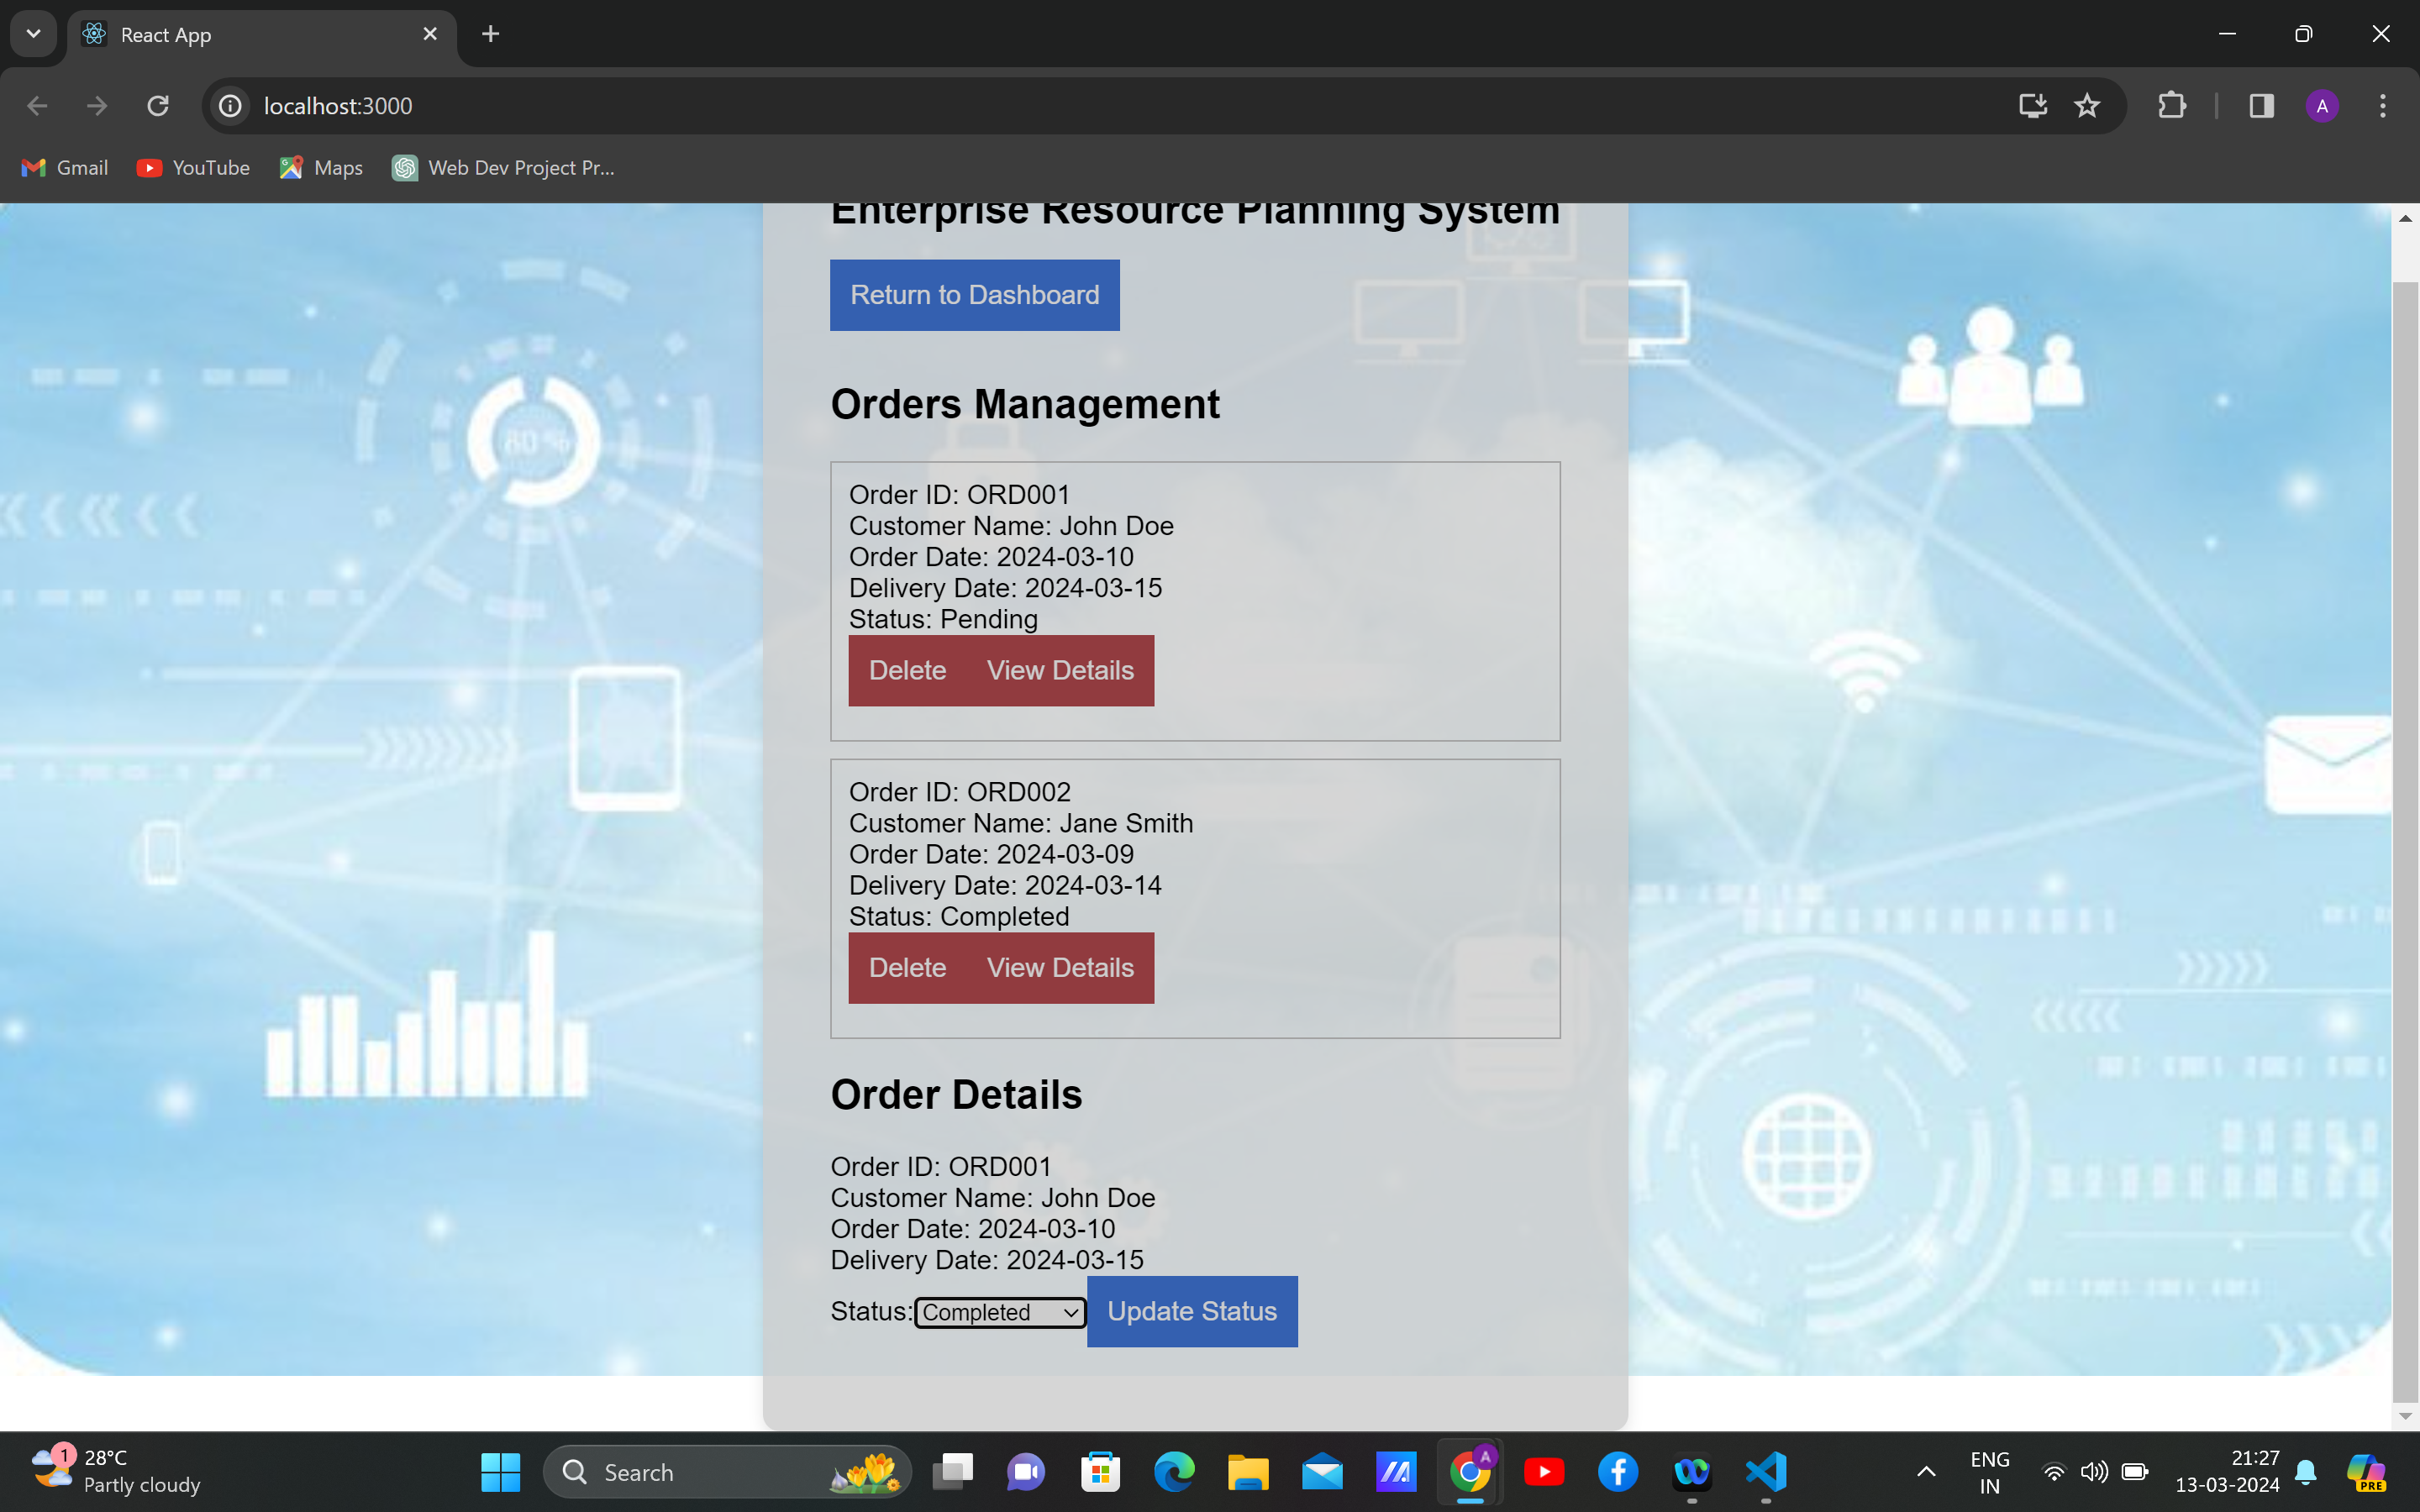 React App
localhost:3000
A
Gmail
YouTube
Maps
Web Dev Project Pr...
Enterprise Resource Planning System
Return to Dashboard
Orders Management
80 %
Order ID: ORD001
Customer Name: John Doe
Order Date: 2024-03-10
Delivery Date: 2024-03-15
Status: Pending
Delete View Details
Order ID: ORD002
Customer Name: Jane Smith
Order Date: 2024-03-09
Delivery Date: 2024-03-14
Status: Completed
Delete View Details
Order Details
Order ID: ORD001
Customer Name: John Doe
Order Date: 2024-03-10
Delivery Date: 2024-03-15
Status: Completed Update Status
1
28°C
Partly cloudy
Search
A
ENG
IN
21:27
13-03-2024
PRE